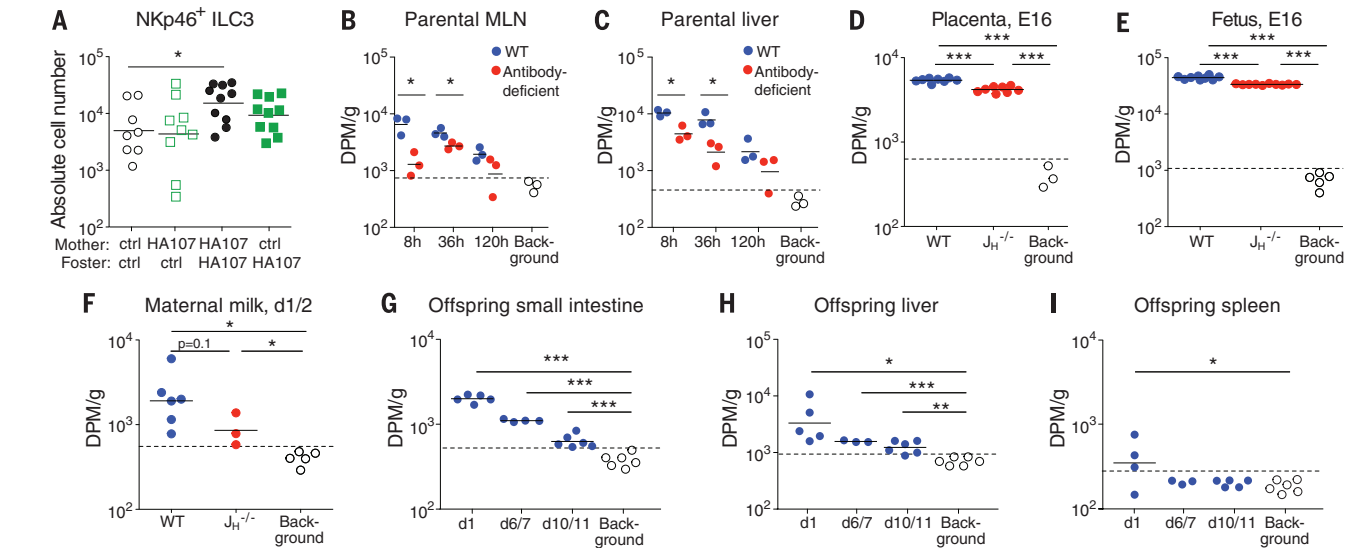 A NKp46+ ILC3
*
Absolute cell number
10^5
10^4
10^3
10^2
Mother: ctrl HA107 HA107 ctrl
Foster: ctrl ctrl HA107 HA107
B Parental MLN
WT
Antibody-
deficient
* *
DPM/g
10^5
10^4
10^3
10^2
8h 36h 120h Back-
ground
C Parental liver
WT
Antibody-
deficient
* *
DPM/g
10^5
10^4
10^3
10^2
8h 36h 120h Back-
ground
D Placenta, E16
***
*** ***
DPM/g
10^4
10^3
10^2
WT JH-/- Back-
ground
E Fetus, E16
***
*** ***
DPM/g
10^5
10^4
10^3
10^2
WT JH-/- Back-
ground
F Maternal milk, d1/2
*
p=0.1 *
DPM/g
10^4
10^3
10^2
WT JH-/- Back-
ground
G Offspring small intestine
***
***
***
DPM/g
10^4
10^3
10^2
d1 d6/7 d10/11 Back-
ground
H Offspring liver
*
***
**
DPM/g
10^5
10^4
10^3
10^2
d1 d6/7 d10/11 Back-
ground
I Offspring spleen
*
DPM/g
10^4
10^3
10^2
d1 d6/7 d10/11 Back-
ground